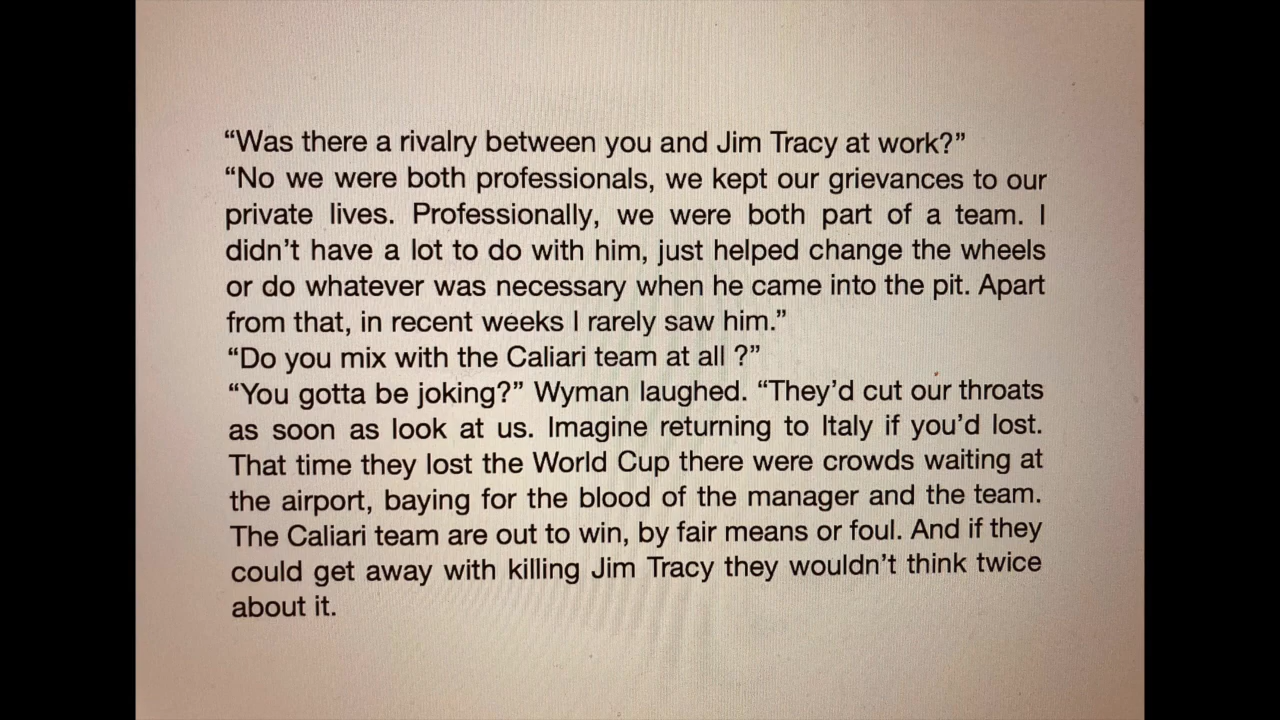 “Was there a rivalry between you and Jim Tracy at work?”
“No we were both professionals, we kept our grievances to our
private lives. Professionally, we were both part of a team. I
didn’t have a lot to do with him, just helped change the wheels
or do whatever was necessary when he came into the pit. Apart
from that, in recent weeks I rarely saw him.”
“Do you mix with the Caliari team at all ?”
“You gotta be joking?” Wyman laughed. “They’d cut our throats
as soon as look at us. Imagine returning to Italy if you’d lost.
That time they lost the World Cup there were crowds waiting at
the airport, baying for the blood of the manager and the team.
The Caliari team are out to win, by fair means or foul. And if they
could get away with killing Jim Tracy they wouldn’t think twice
about it.